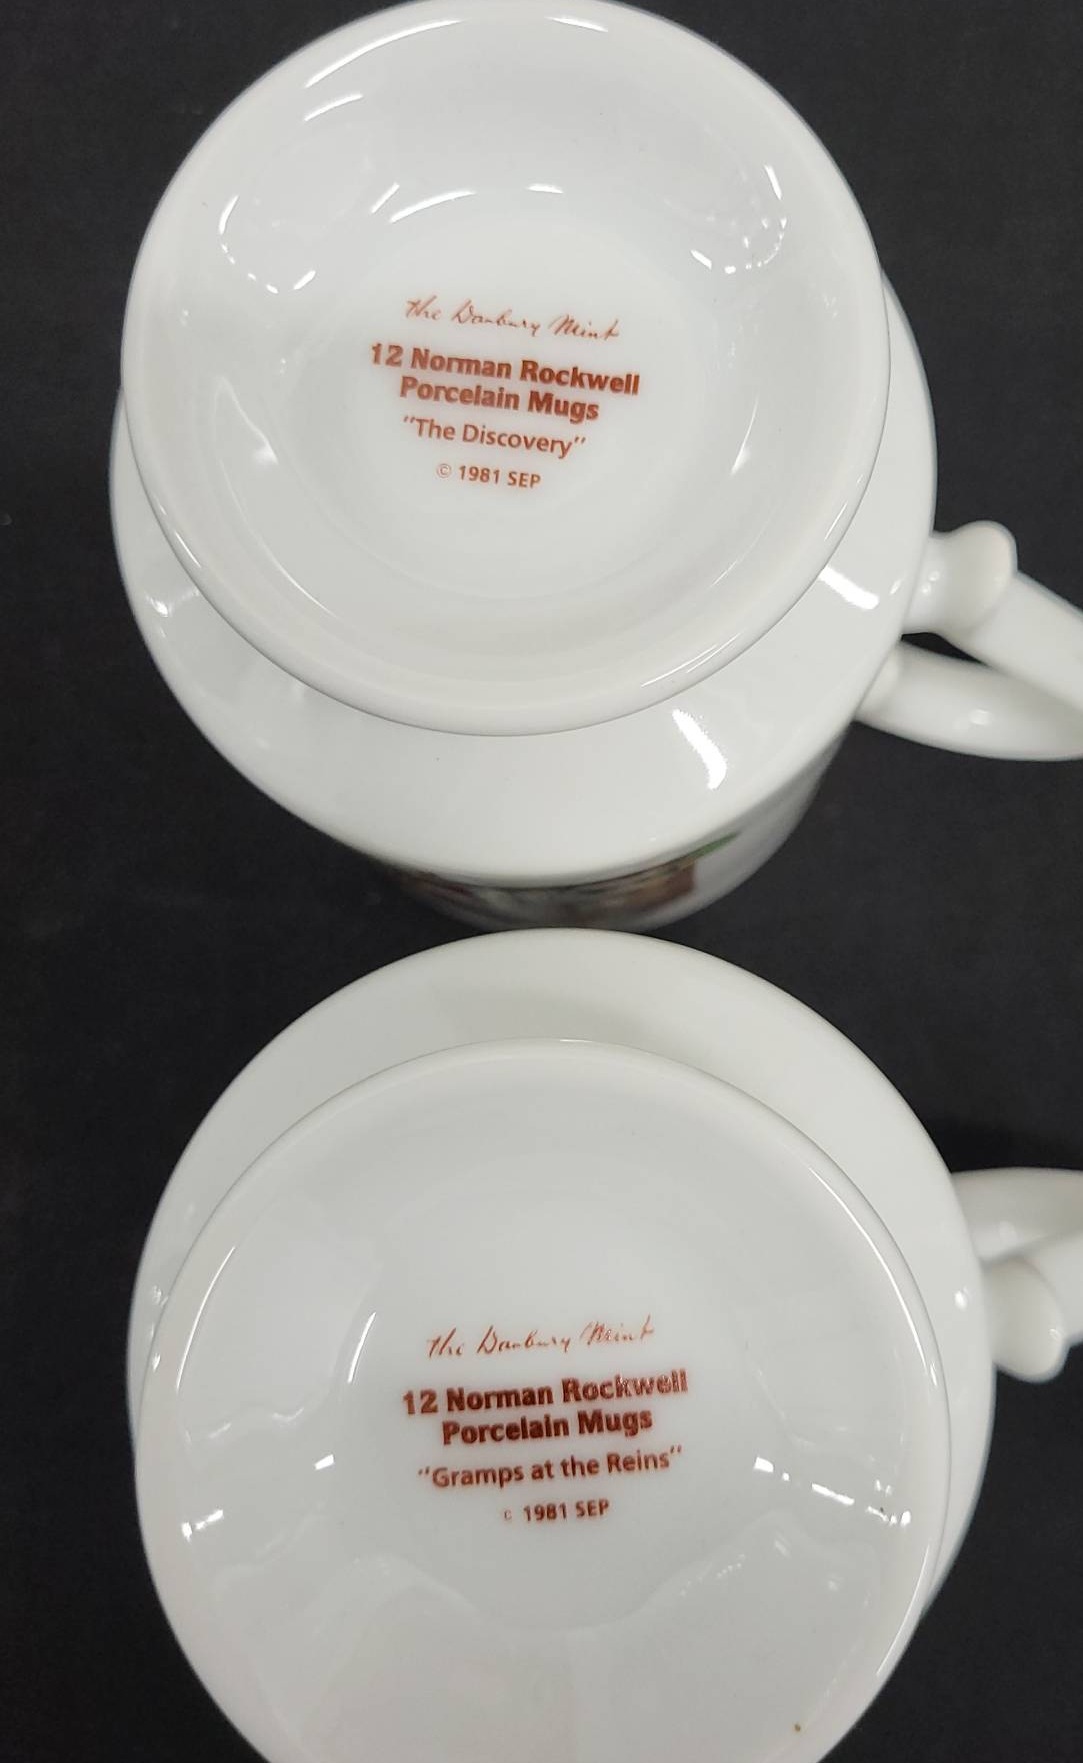 the Danbury Mint
12 Norman Rockwell
Porcelain Mugs
"The Discovery"
© 1981 SEP
the Danbury Mint
12 Norman Rockwell
Porcelain Mugs
"Gramps at the Reins"
© 1981 SEP